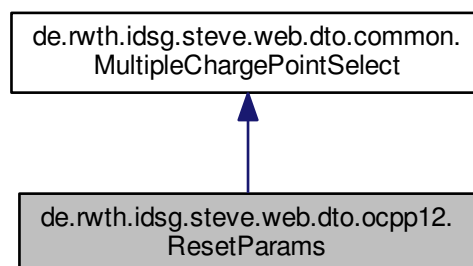 de.rwth.idsg.steve.web.dto.common.
MultipleChargePointSelect
de.rwth.idsg.steve.web.dto.ocpp12.
ResetParams